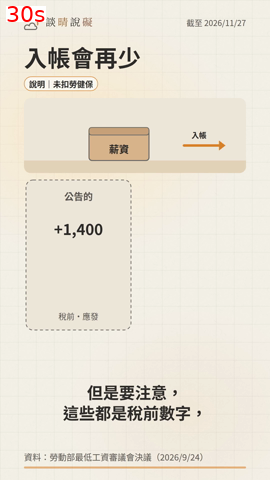 30s
談晴說礙
截至 2026/11/27
入帳會再少
說明｜未扣勞健保
薪資
入帳
公告的
+1,400
稅前・應發
但是要注意，
這些都是稅前數字，
資料：勞動部最低工資審議會決議（2026/9/24）